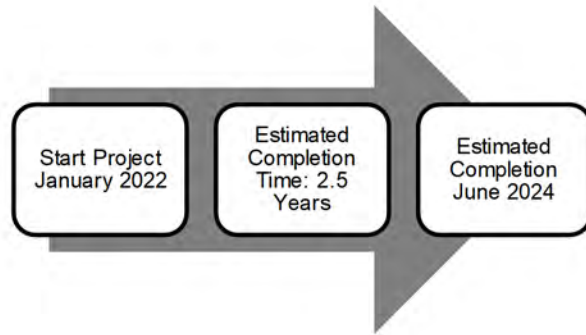 Start Project
January 2022
Estimated
Completion
Time: 2.5
Years
Estimated
Completion
June 2024